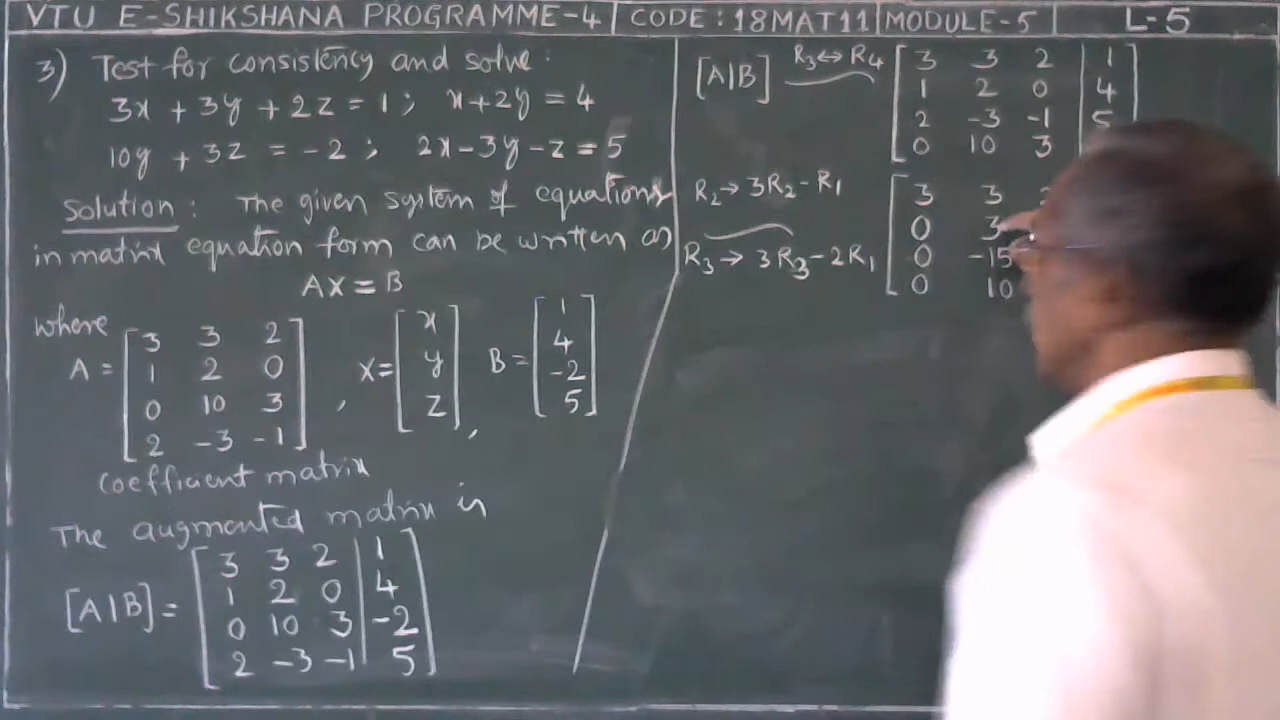 VTU E-SHIKSHANA PROGRAMME-4 | CODE : 18MAT11 | MODULE-5 | L-5
3) Test for consistency and solve :
3x + 3y + 2z = 1 ; x + 2y = 4
10y + 3z = -2 ; 2x - 3y - z = 5
Solution : The given system of equations
in matrix equation form can be written as
AX = B
where
A = [ 3 3 2
1 2 0
0 10 3
2 -3 -1 ] , X = [ x
y
z ] , B = [ 1
4
-2
5 ]
coefficient matrix
The augmented matrix is
[A|B] = [ 3 3 2 | 1
1 2 0 | 4
0 10 3 | -2
2 -3 -1 | 5 ]
[A|B] R3 ↔ R4 [ 3 3 2 | 1
1 2 0 | 4
2 -3 -1 | 5
0 10 3
R2 → 3R2 - R1
R3 → 3R3 - 2R1
[ 3 3
0 3
0 -15
0 10